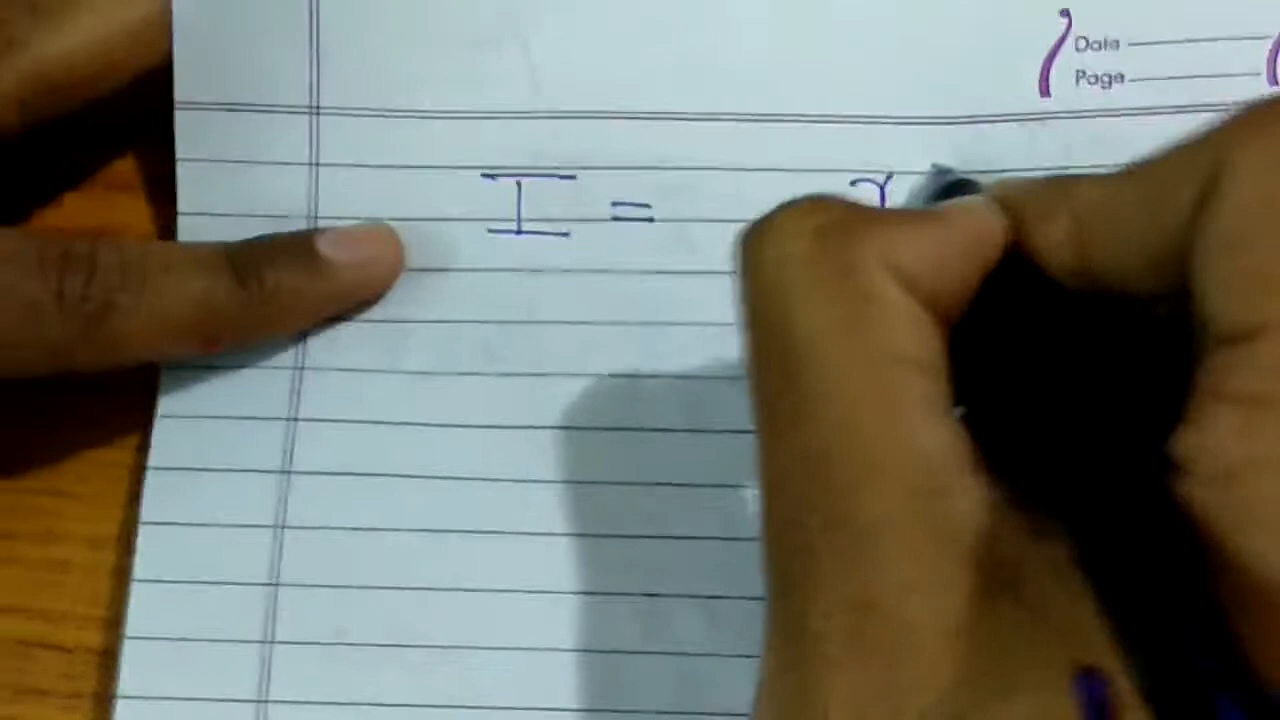 Date
Page
I =